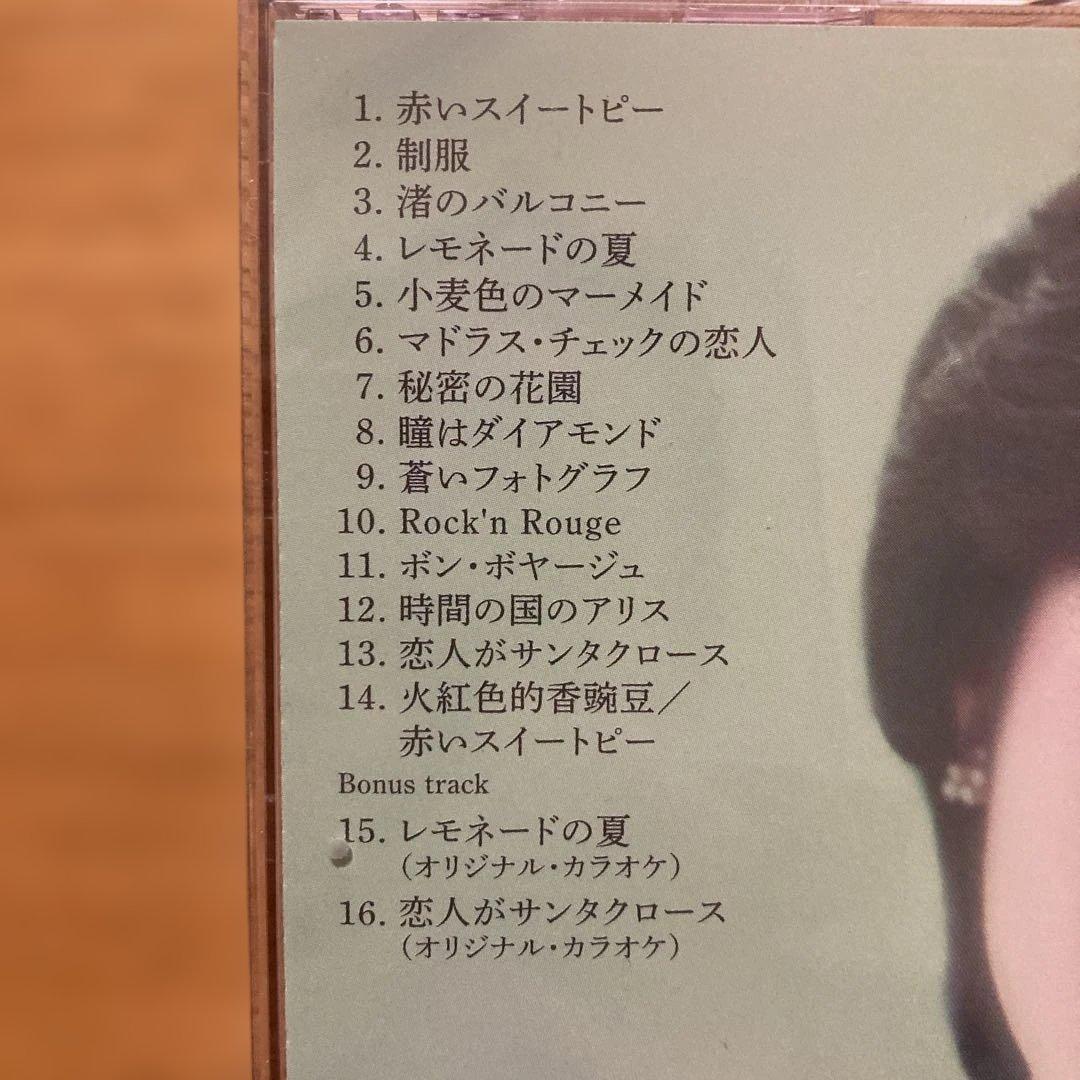 1. 赤いスイートピー
2. 制服
3. 渚のバルコニー
4. レモネードの夏
5. 小麦色のマーメイド
6. マドラス・チェックの恋人
7. 秘密の花園
8. 瞳はダイアモンド
9. 蒼いフォトグラフ
10. Rock'n Rouge
11. ボン・ボヤージュ
12. 時間の国のアリス
13. 恋人がサンタクロース
14. 火紅色的香豌豆／
赤いスイートピー
Bonus track
15. レモネードの夏
（オリジナル・カラオケ）
16. 恋人がサンタクロース
（オリジナル・カラオケ）